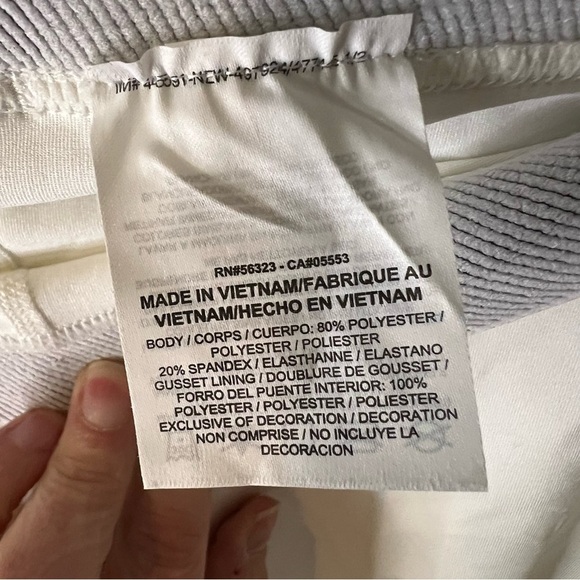 RN#56323 - CA#05553
MADE IN VIETNAM/FABRIQUE AU
VIETNAM/HECHO EN VIETNAM
BODY / CORPS / CUERPO: 80% POLYESTER /
POLYESTER / POLIESTER
20% SPANDEX / ELASTHANNE / ELASTANO
GUSSET LINING / DOUBLURE DE GOUSSET /
FORRO DEL PUENTE INTERIOR: 100%
POLYESTER / POLYESTER / POLIESTER
EXCLUSIVE OF DECORATION / DECORATION
NON COMPRISE / NO INCLUYE LA
DECORACION